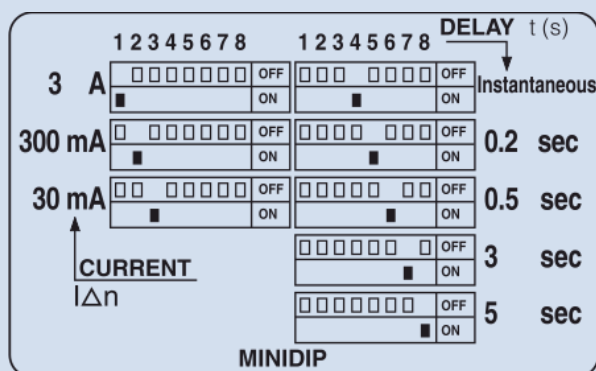 DELAY t (s)
1 2 3 4 5 6 7 8 1 2 3 4 5 6 7 8
3 A OFF OFF Instantaneous
ON ON
300 mA OFF OFF 0.2 sec
ON ON
30 mA OFF OFF 0.5 sec
ON ON
CURRENT OFF 3 sec
I∆n ON
OFF 5 sec
ON
MINIDIP